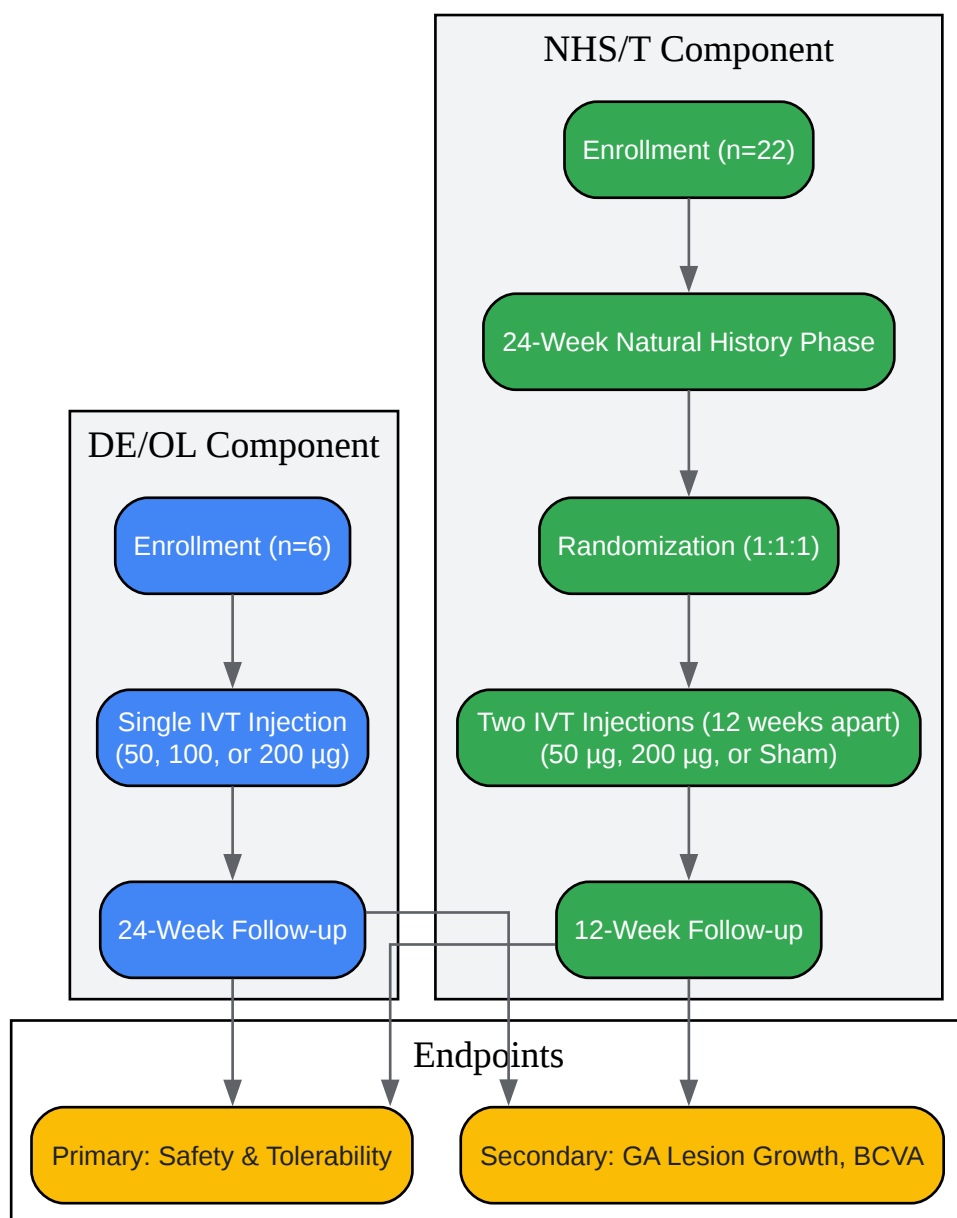 NHS/T Component
Enrollment (n=22)
24-Week Natural History Phase
Randomization (1:1:1)
Two IVT Injections (12 weeks apart)
(50 µg, 200 µg, or Sham)
12-Week Follow-up
DE/OL Component
Enrollment (n=6)
Single IVT Injection
(50, 100, or 200 µg)
24-Week Follow-up
Endpoints
Primary: Safety & Tolerability
Secondary: GA Lesion Growth, BCVA